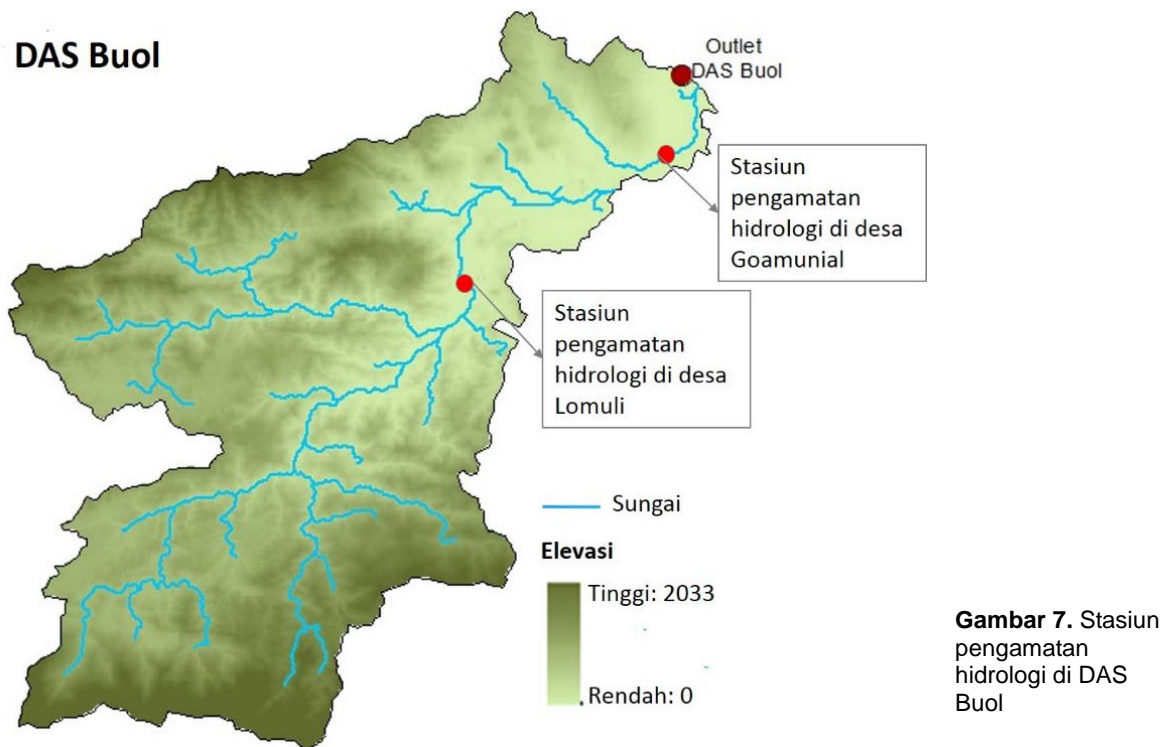 DAS Buol
Outlet
DAS Buol
Stasiun
pengamatan
hidrologi di desa
Goamunial
Stasiun
pengamatan
hidrologi di desa
Lomuli
Sungai
Elevasi
Tinggi: 2033
Rendah: 0
Gambar 7. Stasiun
pengamatan
hidrologi di DAS
Buol